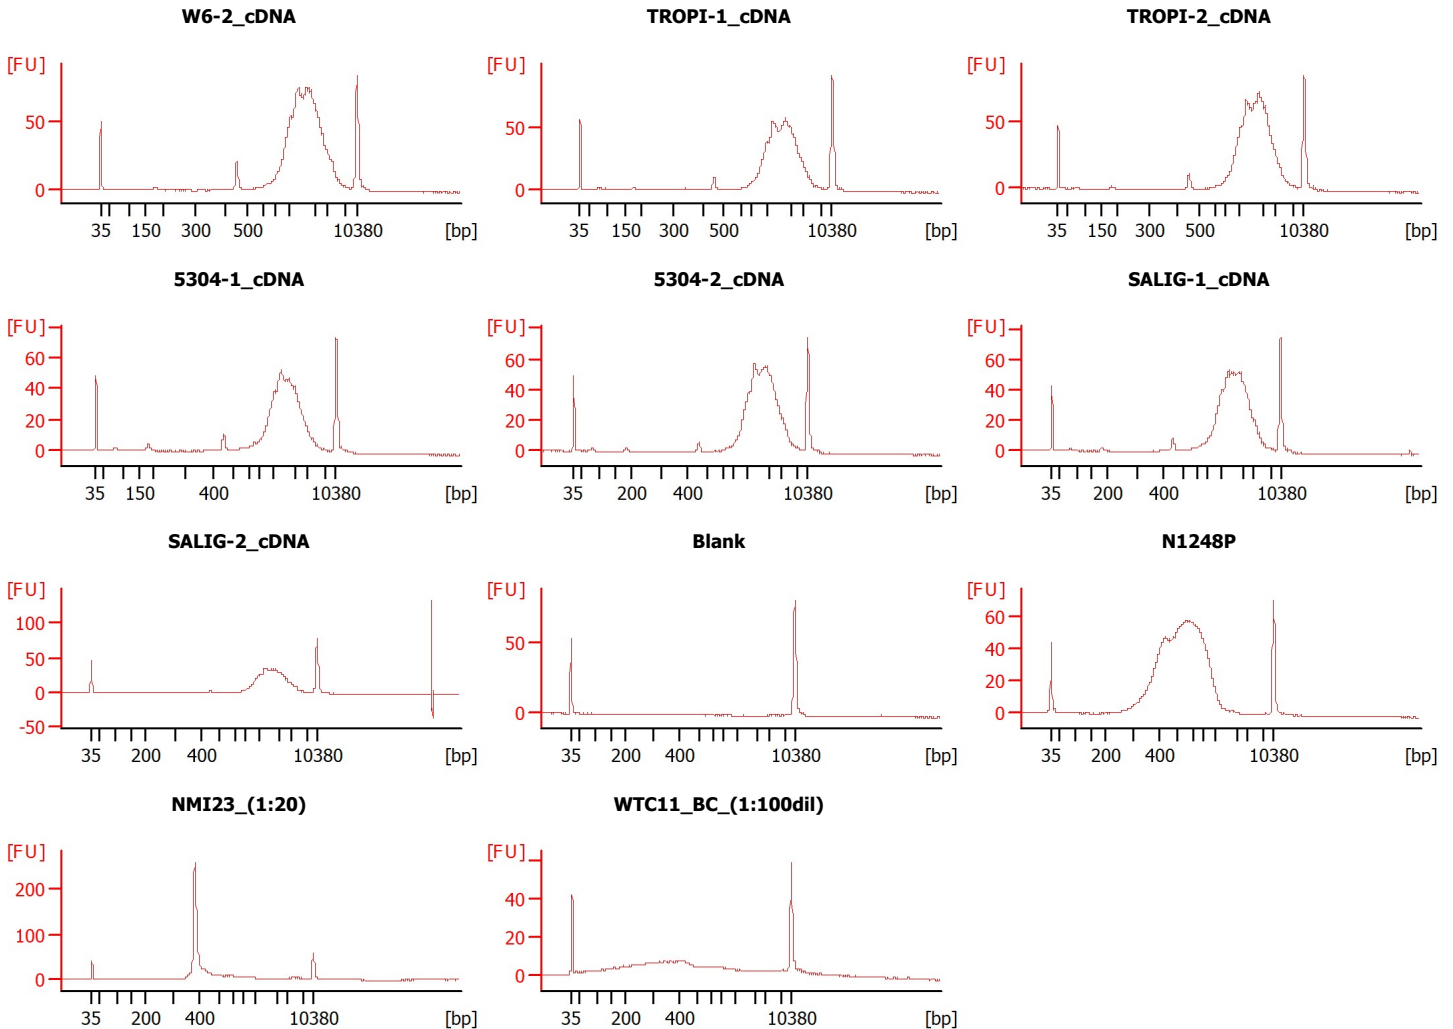 W6-2_cDNA
TROPI-1_cDNA
TROPI-2_cDNA
[FU]
50
0
35 150 300 500 10380 [bp]
[FU]
50
0
35 150 300 500 10380 [bp]
[FU]
50
0
35 150 300 500 10380 [bp]
5304-1_cDNA
5304-2_cDNA
SALIG-1_cDNA
[FU]
60
40
20
0
35 150 400 10380 [bp]
[FU]
60
40
20
0
35 200 400 10380 [bp]
[FU]
60
40
20
0
35 200 400 10380 [bp]
SALIG-2_cDNA
Blank
N1248P
[FU]
100
50
0
-50
35 200 400 10380 [bp]
[FU]
50
0
35 200 400 10380 [bp]
[FU]
60
40
20
0
35 200 400 10380 [bp]
NMI23_(1:20)
WTC11_BC_(1:100dil)
[FU]
200
100
0
35 200 400 10380 [bp]
[FU]
40
20
0
35 200 400 10380 [bp]